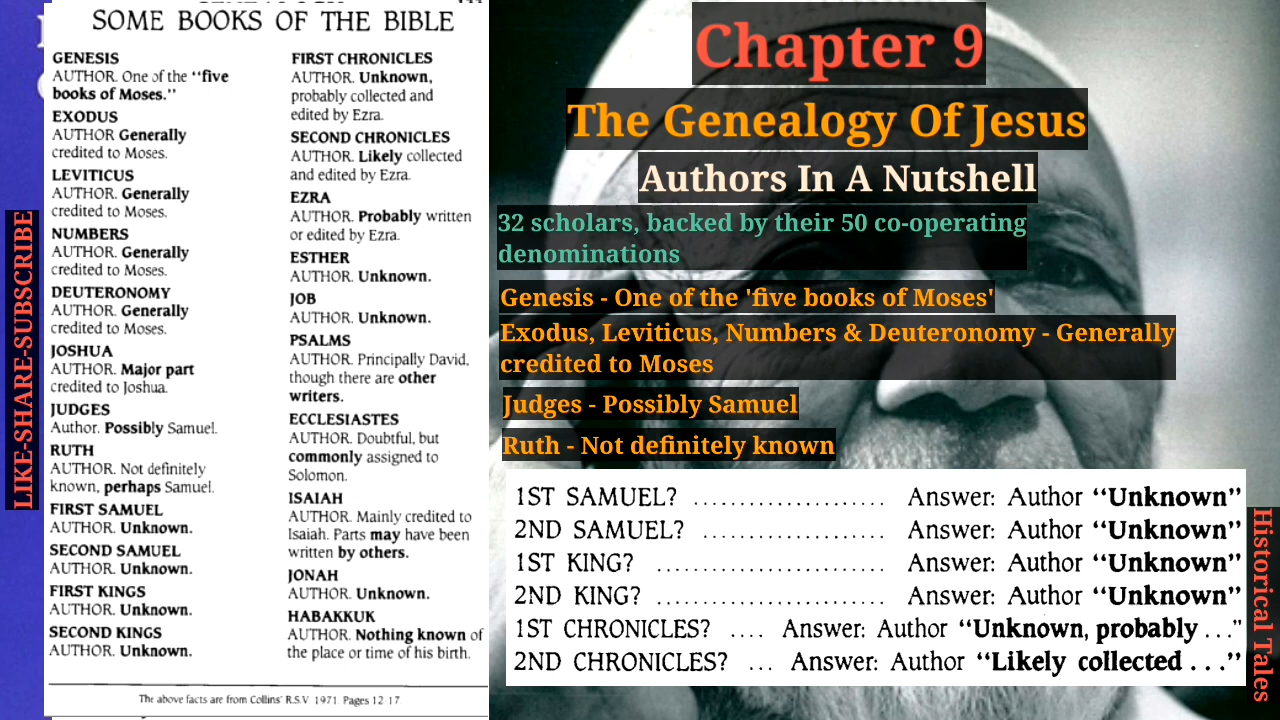 SOME BOOKS OF THE BIBLE
GENESIS
AUTHOR. One of the “five
books of Moses.”
EXODUS
AUTHOR Generally
credited to Moses.
LEVITICUS
AUTHOR. Generally
credited to Moses.
NUMBERS
AUTHOR. Generally
credited to Moses.
DEUTERONOMY
AUTHOR. Generally
credited to Moses.
JOSHUA
AUTHOR. Major part
credited to Joshua.
JUDGES
Author. Possibly Samuel.
RUTH
AUTHOR. Not definitely
known, perhaps Samuel.
FIRST SAMUEL
AUTHOR. Unknown.
SECOND SAMUEL
AUTHOR. Unknown.
FIRST KINGS
AUTHOR. Unknown.
SECOND KINGS
AUTHOR. Unknown.
FIRST CHRONICLES
AUTHOR. Unknown,
probably collected and
edited by Ezra.
SECOND CHRONICLES
AUTHOR. Likely collected
and edited by Ezra.
EZRA
AUTHOR. Probably written
or edited by Ezra.
ESTHER
AUTHOR. Unknown.
JOB
AUTHOR. Unknown.
PSALMS
AUTHOR. Principally David,
though there are other
writers.
ECCLESIASTES
AUTHOR. Doubtful, but
commonly assigned to
Solomon.
ISAIAH
AUTHOR. Mainly credited to
Isaiah. Parts may have been
written by others.
JONAH
AUTHOR. Unknown.
HABAKKUK
AUTHOR. Nothing known of
the place or time of his birth.
The above facts are from Collins' R.S.V 1971 Pages 12-17
LIKE-SHARE-SUBSCRIBE
Chapter 9
The Genealogy Of Jesus
Authors In A Nutshell
32 scholars, backed by their 50 co-operating
denominations
Genesis - One of the 'five books of Moses'
Exodus, Leviticus, Numbers & Deuteronomy - Generally
credited to Moses
Judges - Possibly Samuel
Ruth - Not definitely known
1ST SAMUEL? ..................... Answer: Author “Unknown”
2ND SAMUEL? .................... Answer: Author “Unknown”
1ST KING? ........................ Answer: Author “Unknown”
2ND KING? ........................ Answer: Author “Unknown”
1ST CHRONICLES? .... Answer: Author “Unknown, probably ...”
2ND CHRONICLES? ... Answer: Author “Likely collected ...”
Historical Tales